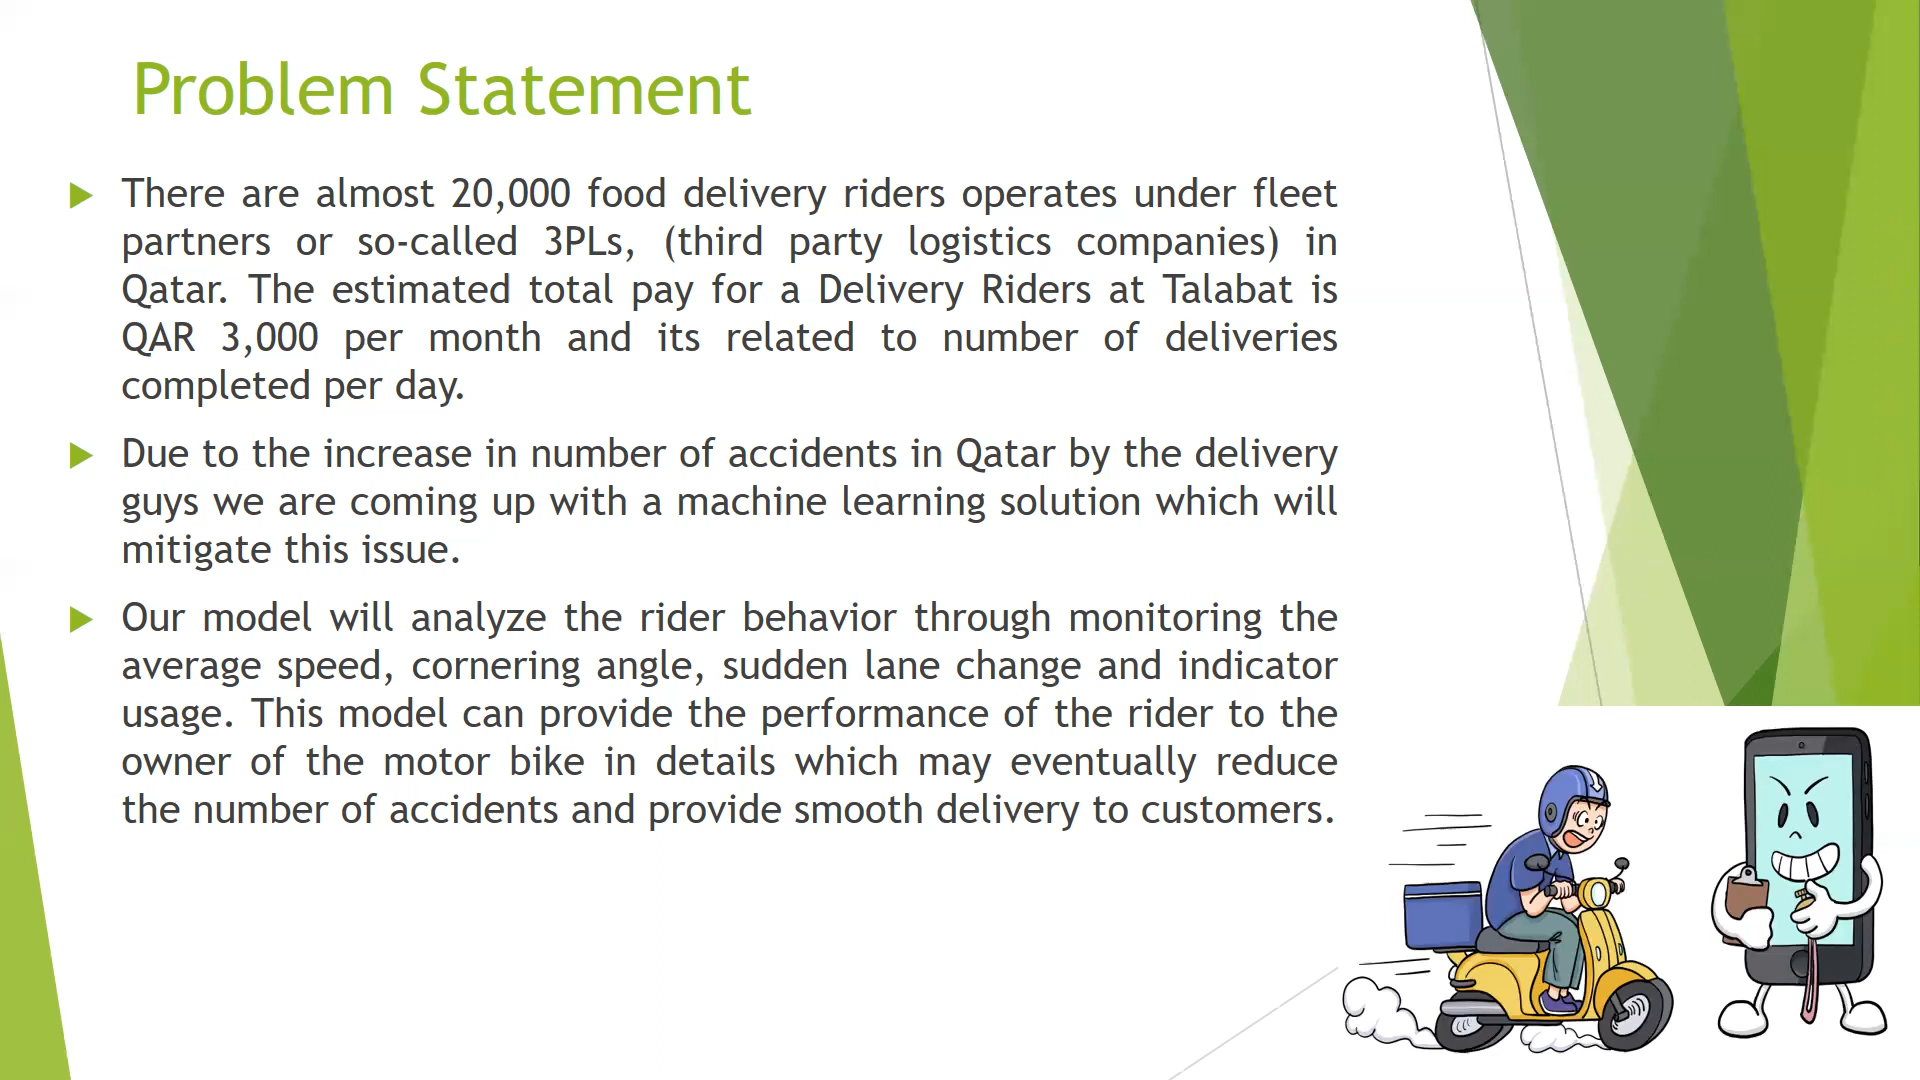 Problem Statement
There are almost 20,000 food delivery riders operates under fleet
partners or so-called 3PLs, (third party logistics companies) in
Qatar. The estimated total pay for a Delivery Riders at Talabat is
QAR 3,000 per month and its related to number of deliveries
completed per day.
Due to the increase in number of accidents in Qatar by the delivery
guys we are coming up with a machine learning solution which will
mitigate this issue.
Our model will analyze the rider behavior through monitoring the
average speed, cornering angle, sudden lane change and indicator
usage. This model can provide the performance of the rider to the
owner of the motor bike in details which may eventually reduce
the number of accidents and provide smooth delivery to customers.